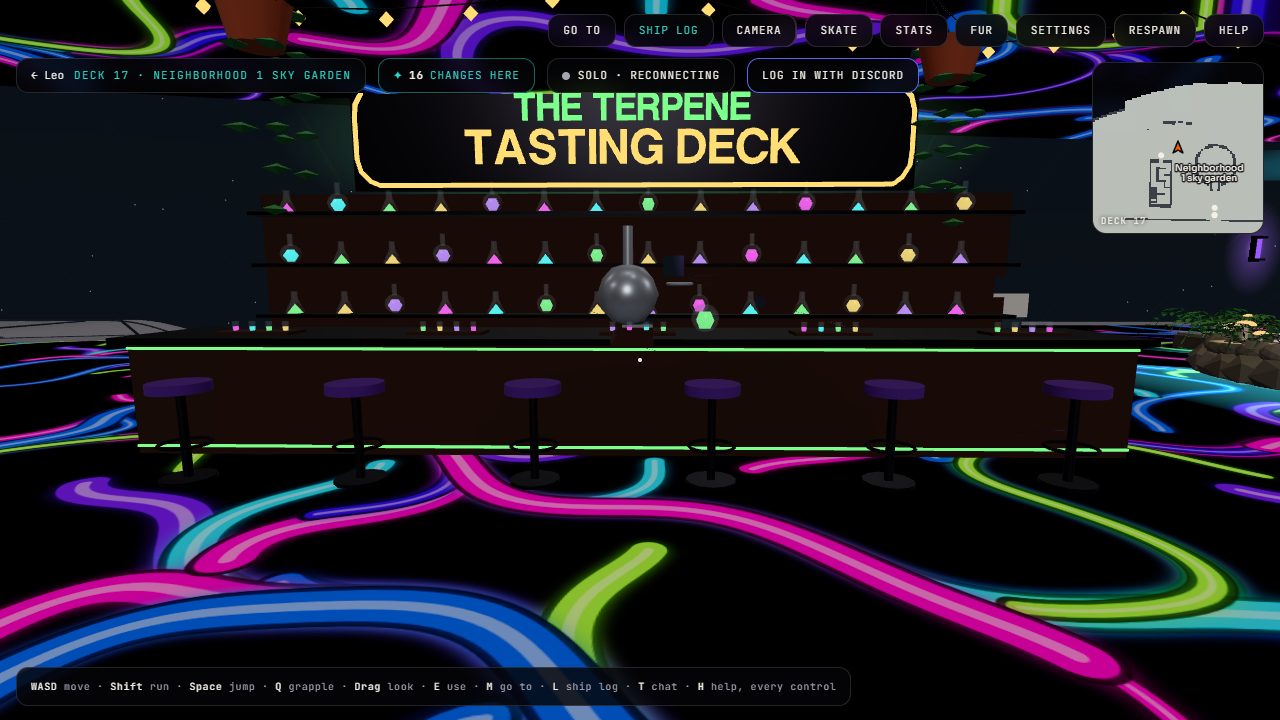 GO TO
SHIP LOG
CAMERA
SKATE
STATS
FUR
SETTINGS
RESPAWN
HELP
← Leo DECK 17 · NEIGHBORHOOD 1 SKY GARDEN
✦ 16 CHANGES HERE
SOLO · RECONNECTING
LOG IN WITH DISCORD
THE TERPENE
TASTING DECK
Neighborhood
1 sky garden
DECK 17
WASD move · Shift run · Space jump · Q grapple · Drag look · E use · M go to · L ship log · T chat · H help, every control